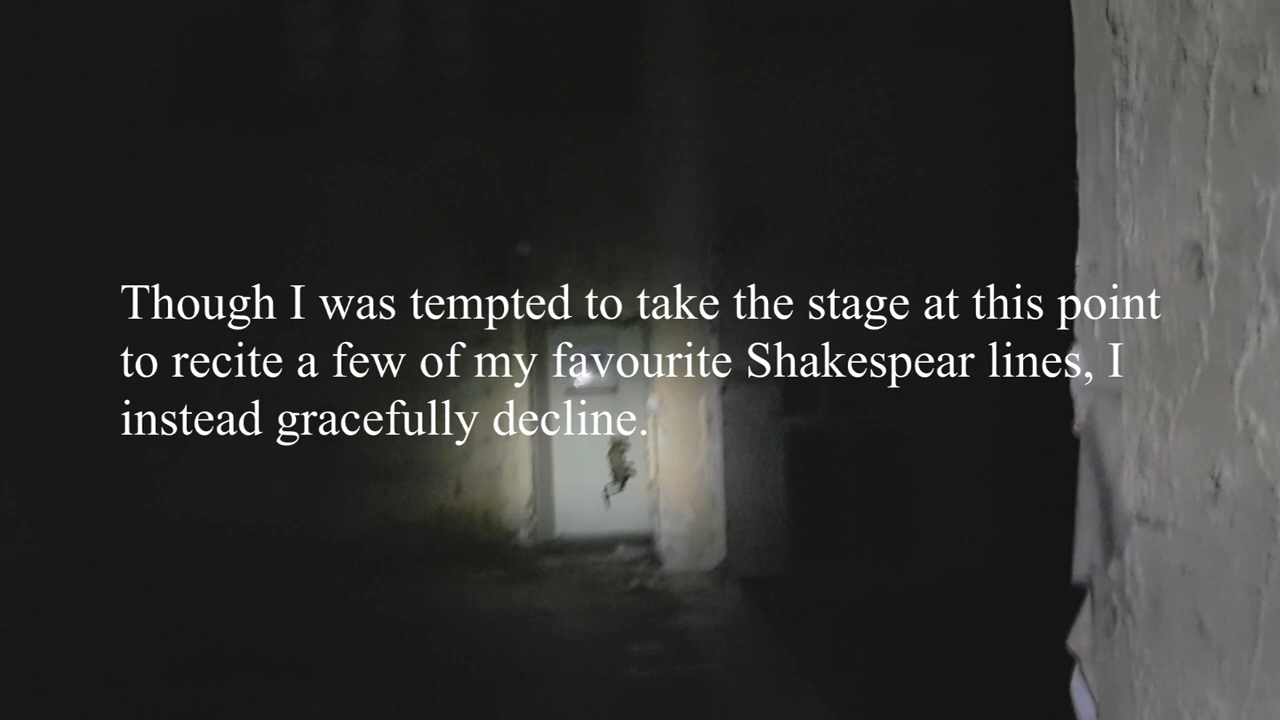 Though I was tempted to take the stage at this point
to recite a few of my favourite Shakespear lines, I
instead gracefully decline.